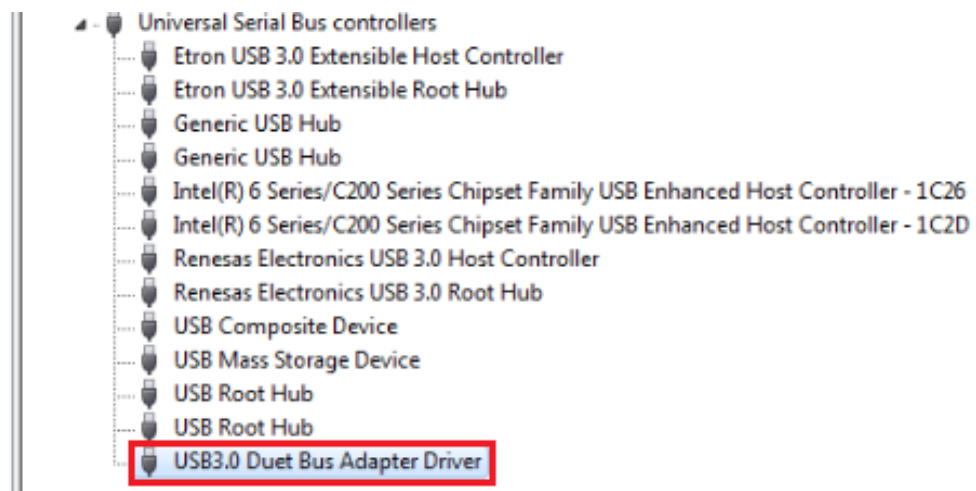 Universal Serial Bus controllers
Etron USB 3.0 Extensible Host Controller
Etron USB 3.0 Extensible Root Hub
Generic USB Hub
Generic USB Hub
Intel(R) 6 Series/C200 Series Chipset Family USB Enhanced Host Controller - 1C26
Intel(R) 6 Series/C200 Series Chipset Family USB Enhanced Host Controller - 1C2D
Renesas Electronics USB 3.0 Host Controller
Renesas Electronics USB 3.0 Root Hub
USB Composite Device
USB Mass Storage Device
USB Root Hub
USB Root Hub
USB3.0 Duet Bus Adapter Driver